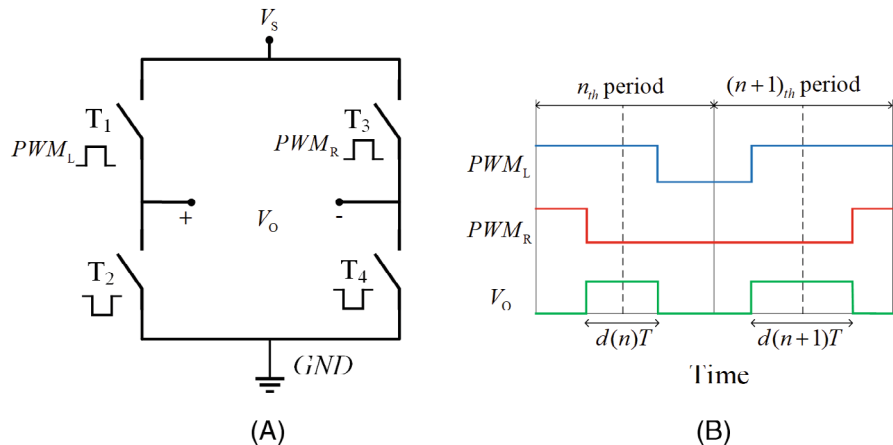 V_S
T_1
PWM_L
T_3
PWM_R
+
V_O
-
T_2
T_4
GND
(A)
n_th period
(n+1)_th period
PWM_L
PWM_R
V_O
d(n)T
d(n+1)T
Time
(B)